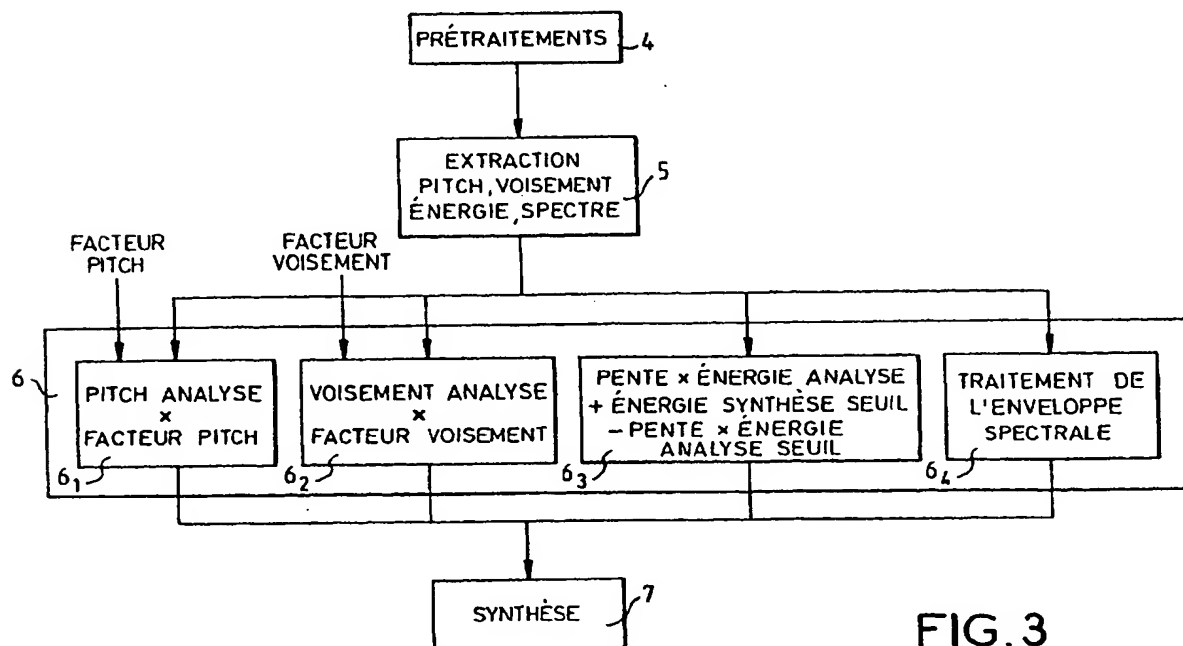 PRÉTRAITEMENTS
4
EXTRACTION
PITCH, VOISEMENT
ÉNERGIE, SPECTRE
5
FACTEUR
PITCH
FACTEUR
VOISEMENT
6
PITCH ANALYSE
×
FACTEUR PITCH
6₁
VOISEMENT ANALYSE
×
FACTEUR VOISEMENT
6₂
PENTE × ÉNERGIE ANALYSE
+ ÉNERGIE SYNTHÈSE SEUIL
- PENTE × ÉNERGIE
ANALYSE SEUIL
6₃
TRAITEMENT DE
L'ENVELOPPE
SPECTRALE
6₄
SYNTHÈSE
7
FIG. 3